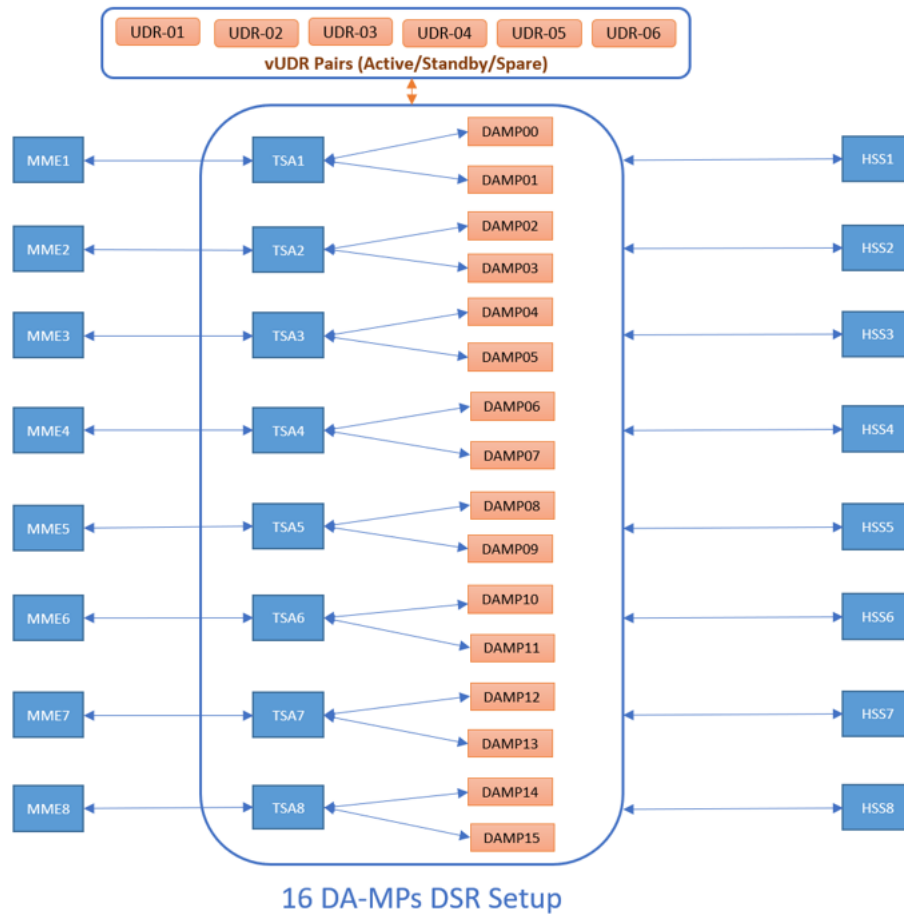 UDR-01 UDR-02 UDR-03 UDR-04 UDR-05 UDR-06
vUDR Pairs (Active/Standby/Spare)
DAMP00
MME1 TSA1 HSS1
DAMP01
DAMP02
MME2 TSA2 HSS2
DAMP03
DAMP04
MME3 TSA3 HSS3
DAMP05
DAMP06
MME4 TSA4 HSS4
DAMP07
DAMP08
MME5 TSA5 HSS5
DAMP09
DAMP10
MME6 TSA6 HSS6
DAMP11
DAMP12
MME7 TSA7 HSS7
DAMP13
DAMP14
MME8 TSA8 HSS8
DAMP15
16 DA-MPs DSR Setup